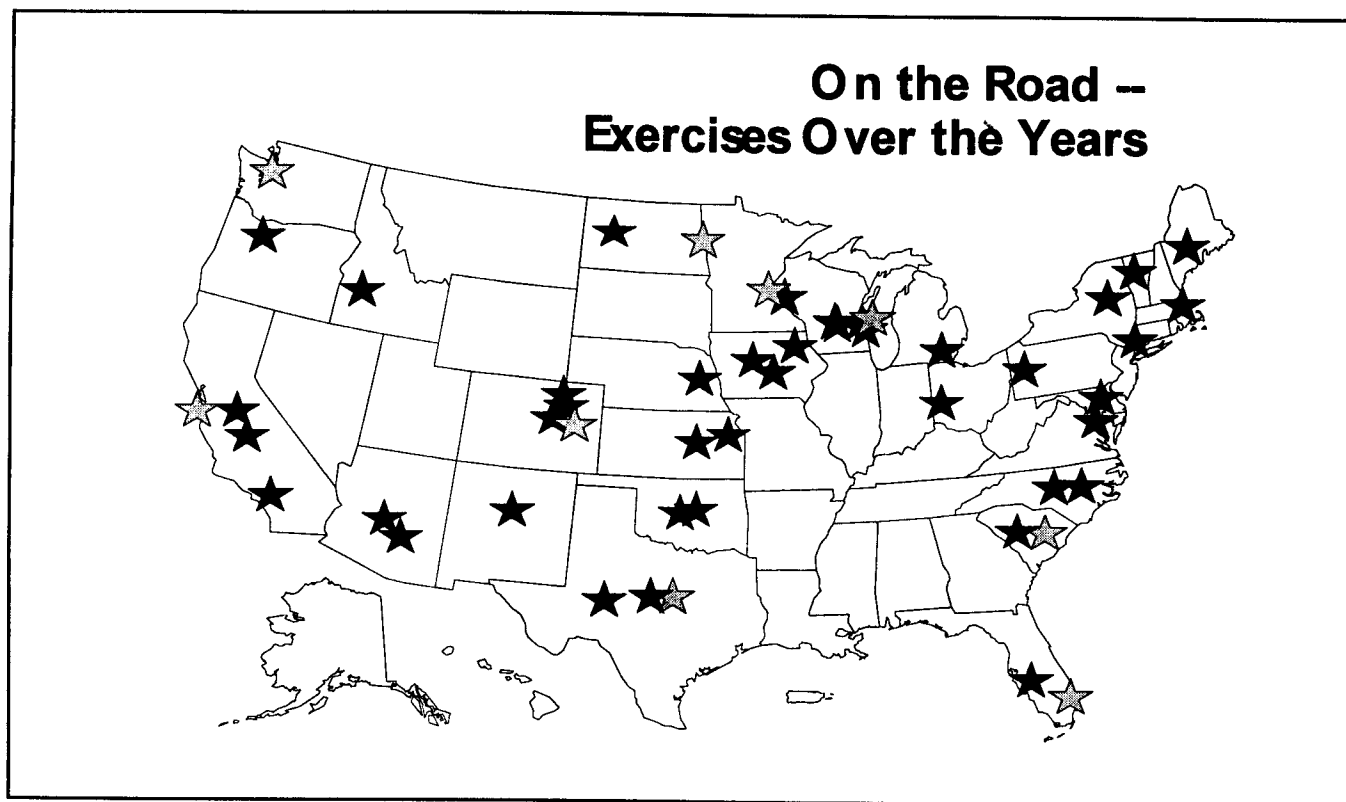 On the Road --
Exercises Over the Years